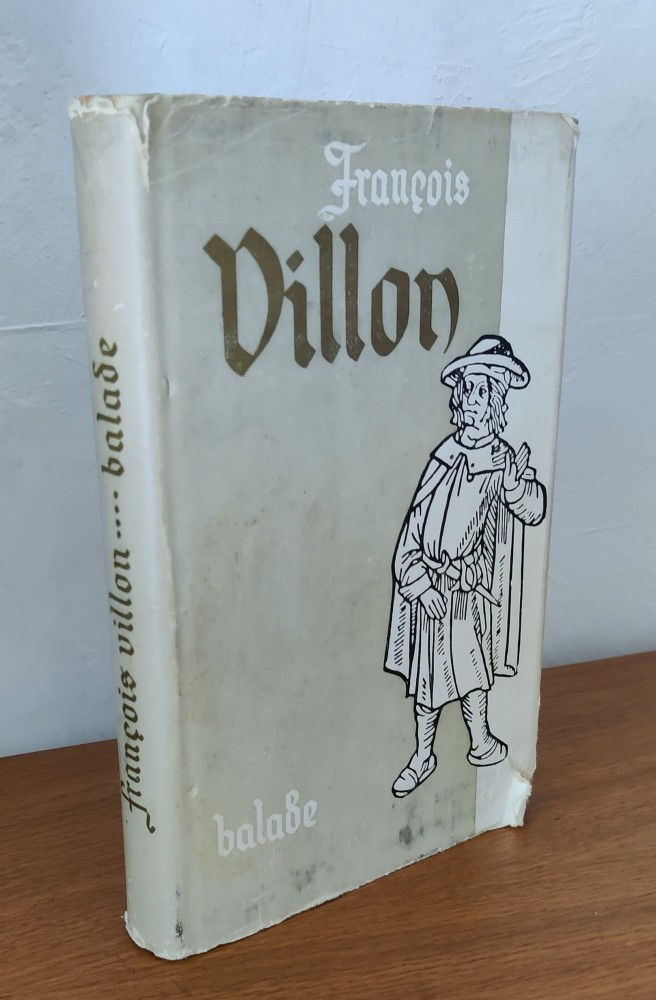 François
Villon
balade
françois villon .... balade